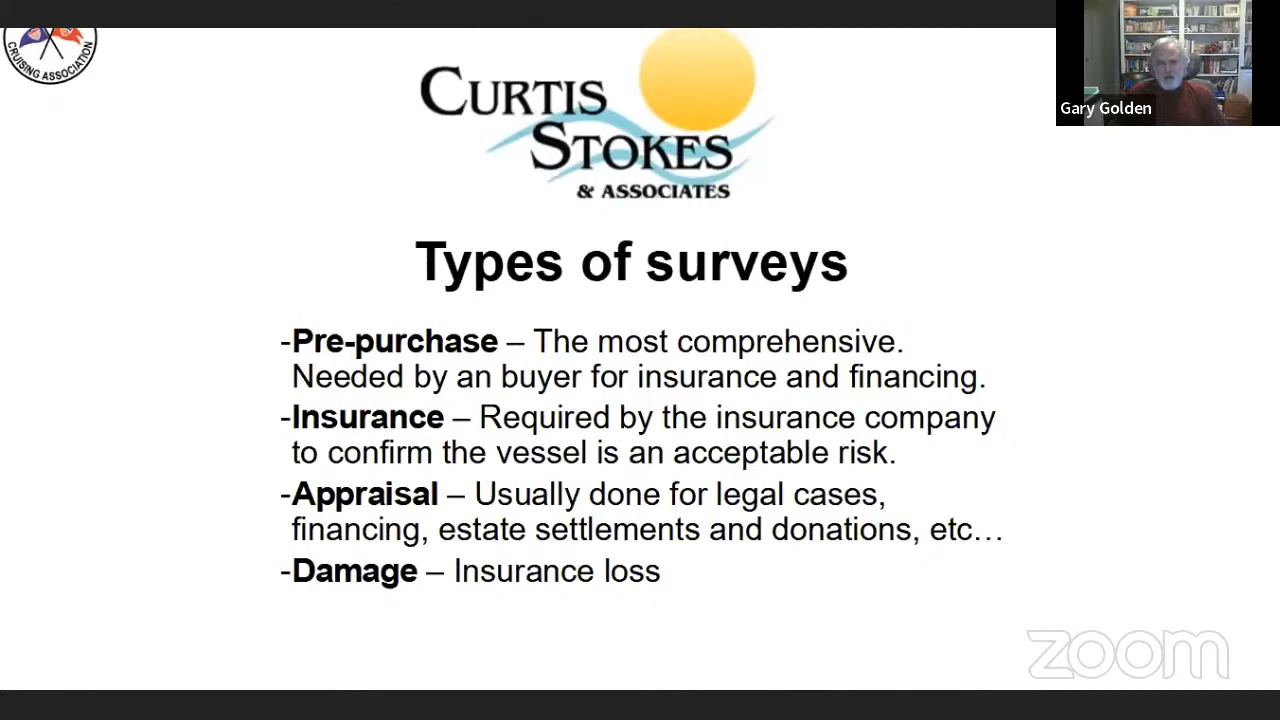 CRUISING ASSOCIATION
CURTIS
STOKES
& ASSOCIATES
Gary Golden
Types of surveys
-Pre-purchase – The most comprehensive.
Needed by an buyer for insurance and financing.
-Insurance – Required by the insurance company
to confirm the vessel is an acceptable risk.
-Appraisal – Usually done for legal cases,
financing, estate settlements and donations, etc…
-Damage – Insurance loss
zoom